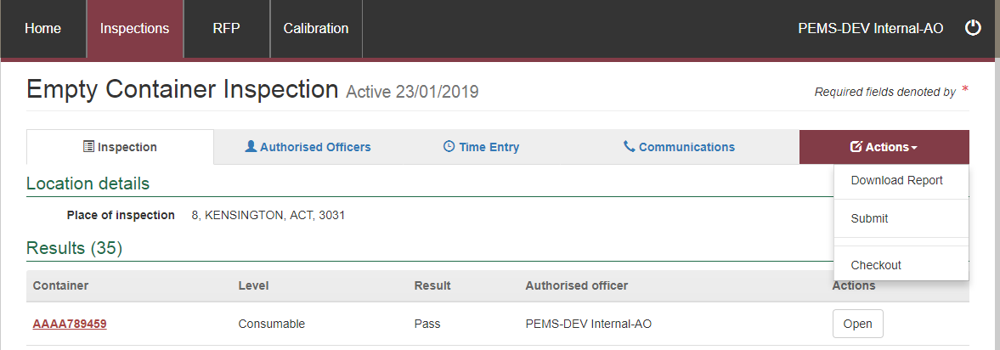 Home Inspections RFP Calibration PEMS-DEV Internal-AO
Empty Container Inspection Active 23/01/2019 Required fields denoted by *
Inspection Authorised Officers Time Entry Communications Actions
Location details
Download Report
Place of inspection 8, KENSINGTON, ACT, 3031
Submit
Results (35)
Checkout
Container Level Result Authorised officer Actions
AAAA789459 Consumable Pass PEMS-DEV Internal-AO Open